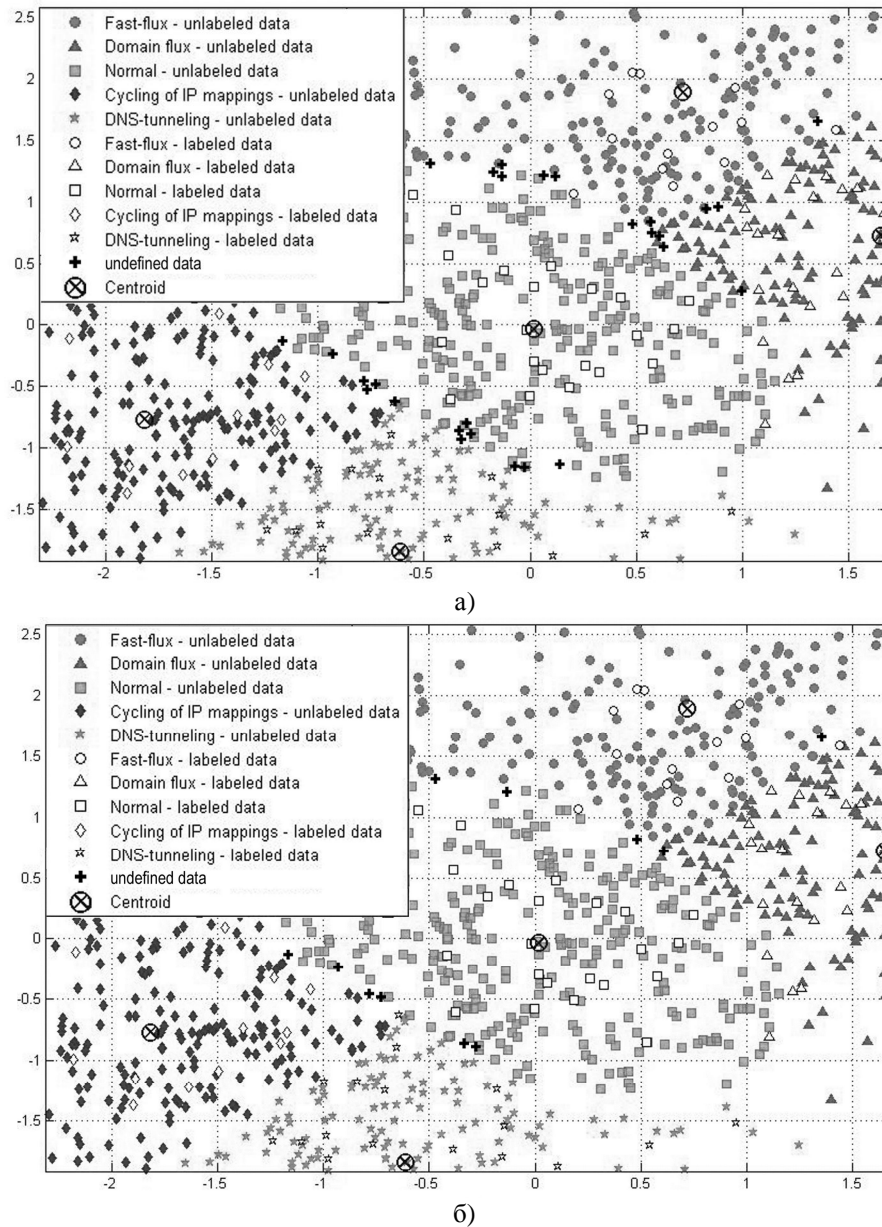 2.5
2
1.5
1
0.5
0
-0.5
-1
-1.5
Fast-flux - unlabeled data
Domain flux - unlabeled data
Normal - unlabeled data
Cycling of IP mappings - unlabeled data
DNS-tunneling - unlabeled data
Fast-flux - labeled data
Domain flux - labeled data
Normal - labeled data
Cycling of IP mappings - labeled data
DNS-tunneling - labeled data
undefined data
Centroid
-2 -1.5 -1 -0.5 0 0.5 1 1.5
а)
2.5
2
1.5
1
0.5
0
-0.5
-1
-1.5
Fast-flux - unlabeled data
Domain flux - unlabeled data
Normal - unlabeled data
Cycling of IP mappings - unlabeled data
DNS-tunneling - unlabeled data
Fast-flux - labeled data
Domain flux - labeled data
Normal - labeled data
Cycling of IP mappings - labeled data
DNS-tunneling - labeled data
undefined data
Centroid
-2 -1.5 -1 -0.5 0 0.5 1 1.5
б)